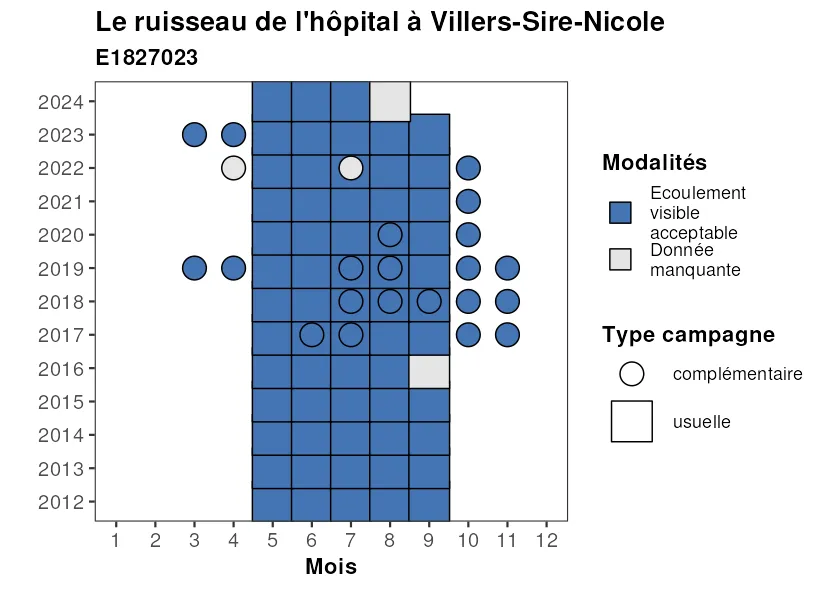 Le ruisseau de l'hôpital à Villers-Sire-Nicole
E1827023
2024
2023
2022
2021
2020
2019
2018
2017
2016
2015
2014
2013
2012
1 2 3 4 5 6 7 8 9 10 11 12
Mois
Modalités
Ecoulement
visible
acceptable
Donnée
manquante
Type campagne
complémentaire
usuelle